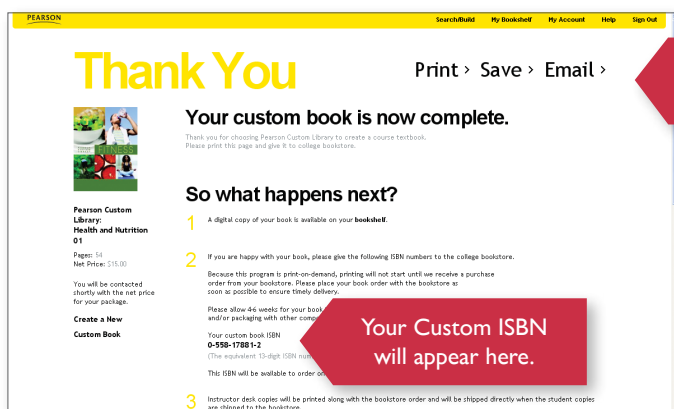 PEARSON
Search/Build My Bookshelf My Account Help Sign Out
Thank You
Print > Save > Email >
FITNESS
Your custom book is now complete.
Thank you for choosing Pearson Custom Library to create a course textbook.
Please print this page and give it to college bookstore.
So what happens next?
Pearson Custom
Library:
Health and Nutrition
01
Pages: 54
Net Price: $15.00
You will be contacted
shortly with the net price
for your package.
Create a New
Custom Book
1 A digital copy of your book is available on your bookshelf.
2 If you are happy with your book, please give the following ISBN numbers to the college bookstore.
Because this program is print-on-demand, printing will not start until we receive a purchase
order from your bookstore. Please place your book order with the bookstore as
soon as possible to ensure timely delivery.
Please allow 4-6 weeks for your book
and/or packaging with other
Your custom book ISBN
0-558-17881-2
(The equivalent 13-digit ISBN
This ISBN will be available to order
Your Custom ISBN
will appear here.
3 Instructor desk copies will be printed along with the bookstore order and will be shipped directly when the student copies
are shipped to the bookstore.